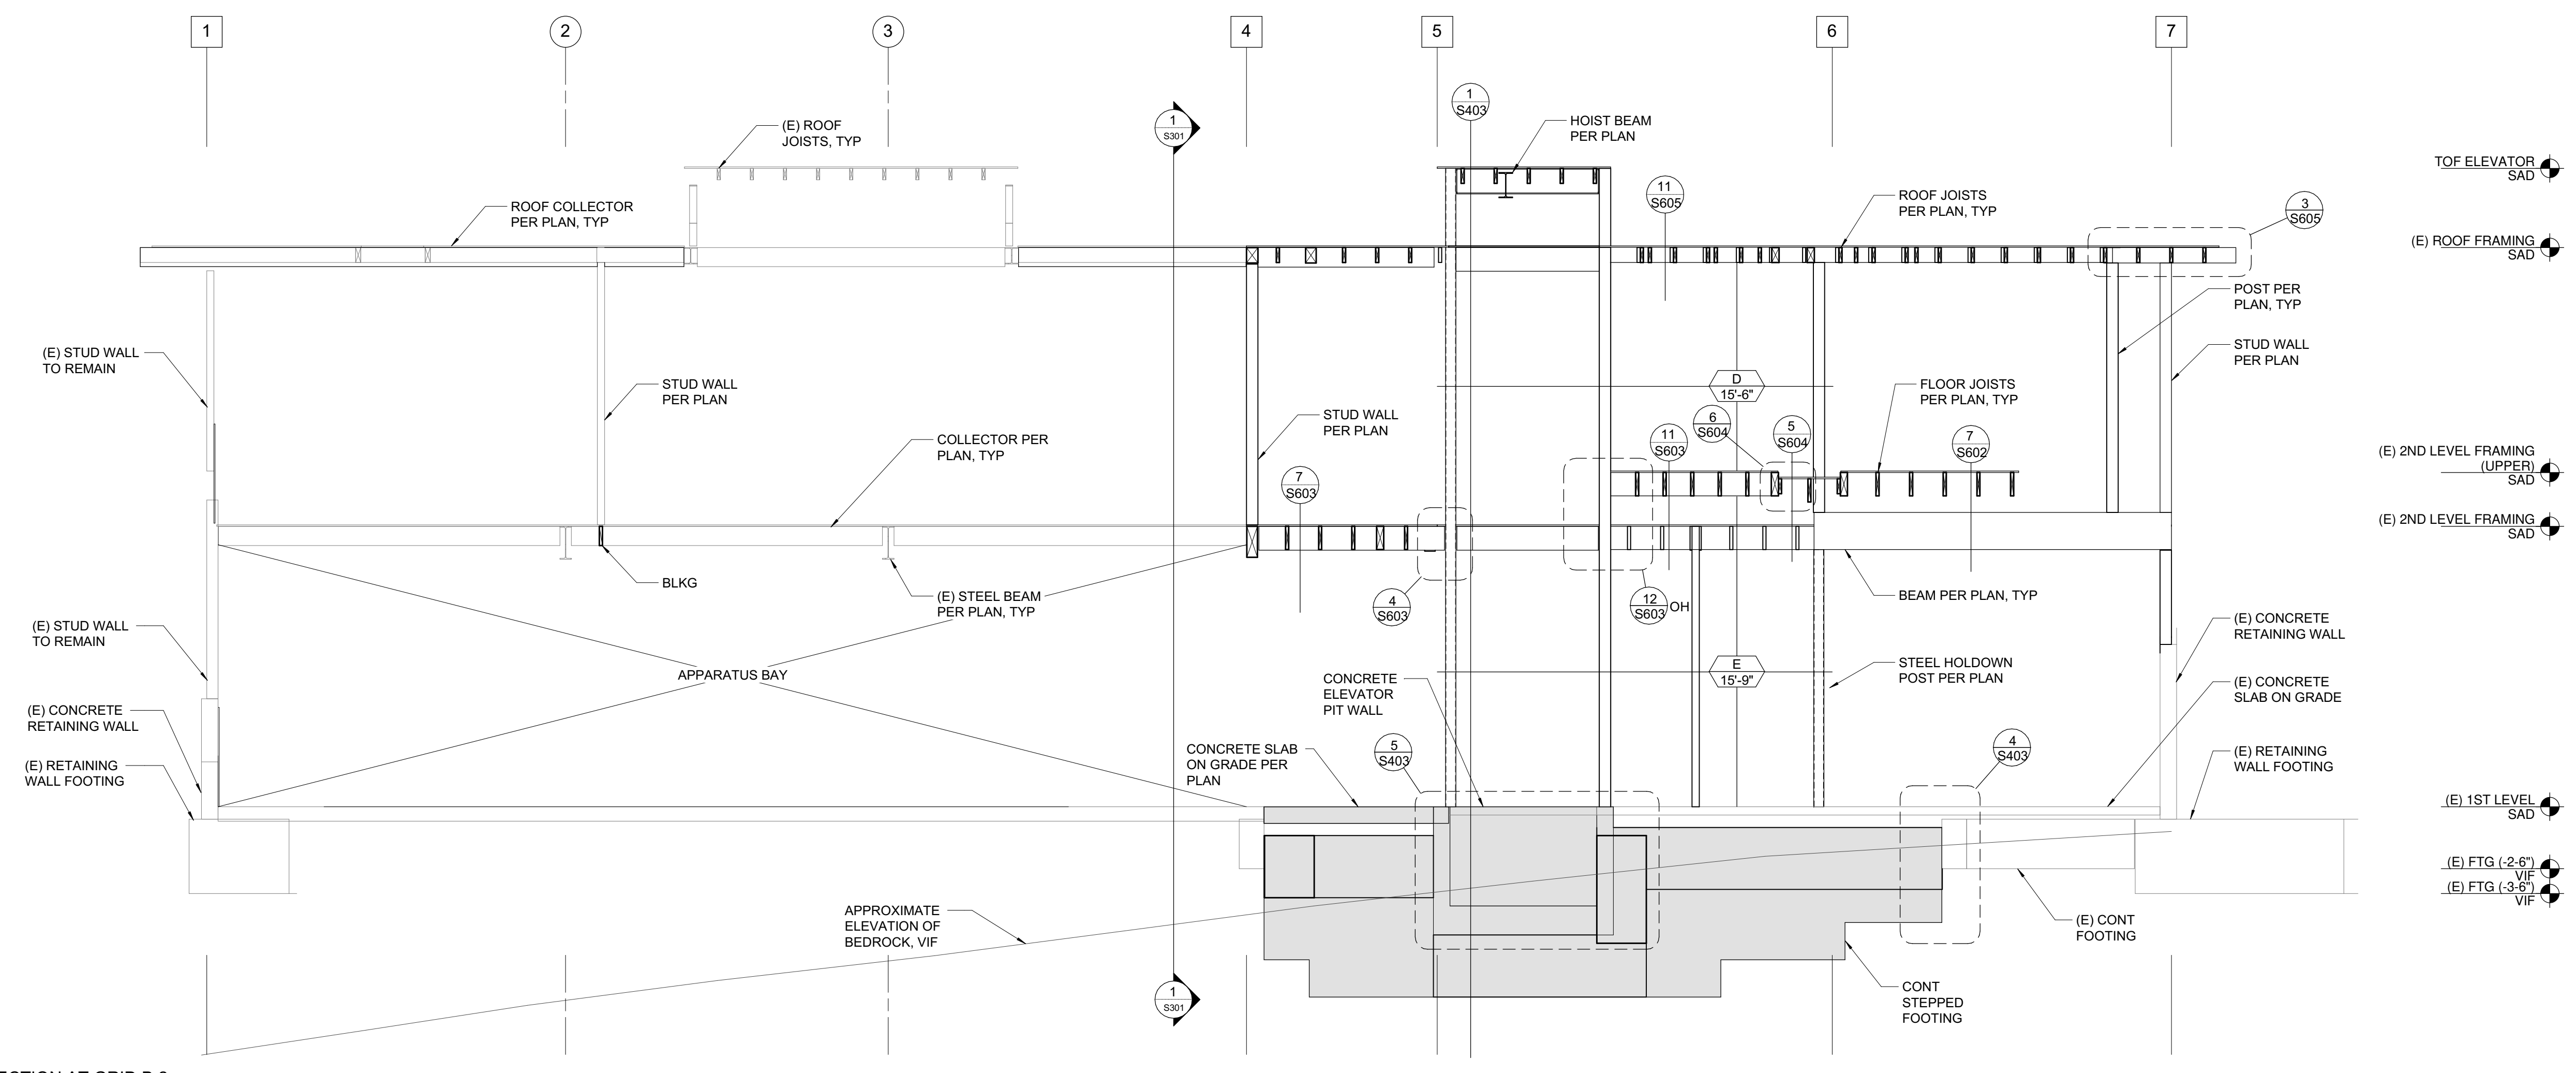 1
2
3
4
5
6
7
1
S403
HOIST BEAM
PER PLAN
(E) ROOF
JOISTS, TYP
1
S301
TOF ELEVATOR
SAD
11
S605
ROOF JOISTS
PER PLAN, TYP
3
S605
ROOF COLLECTOR
PER PLAN, TYP
(E) ROOF FRAMING
SAD
POST PER
PLAN, TYP
(E) STUD WALL
TO REMAIN
STUD WALL
PER PLAN
STUD WALL
PER PLAN
D
15'-6"
FLOOR JOISTS
PER PLAN, TYP
STUD WALL
PER PLAN
COLLECTOR PER
PLAN, TYP
6
S604
5
S604
11
S603
7
S602
7
S603
(E) 2ND LEVEL FRAMING
(UPPER)
SAD
(E) 2ND LEVEL FRAMING
SAD
BLKG
(E) STEEL BEAM
PER PLAN, TYP
4
S603
12
S603
OH
BEAM PER PLAN, TYP
(E) STUD WALL
TO REMAIN
(E) CONCRETE
RETAINING WALL
APPARATUS BAY
E
15'-9"
STEEL HOLDOWN
POST PER PLAN
CONCRETE
ELEVATOR
PIT WALL
(E) CONCRETE
SLAB ON GRADE
(E) CONCRETE
RETAINING WALL
CONCRETE SLAB
ON GRADE PER
PLAN
5
S403
4
S403
(E) RETAINING
WALL FOOTING
(E) RETAINING
WALL FOOTING
(E) 1ST LEVEL
SAD
(E) FTG (-2-6")
VIF
(E) FTG (-3-6")
VIF
APPROXIMATE
ELEVATION OF
BEDROCK, VIF
(E) CONT
FOOTING
1
S301
CONT
STEPPED
FOOTING